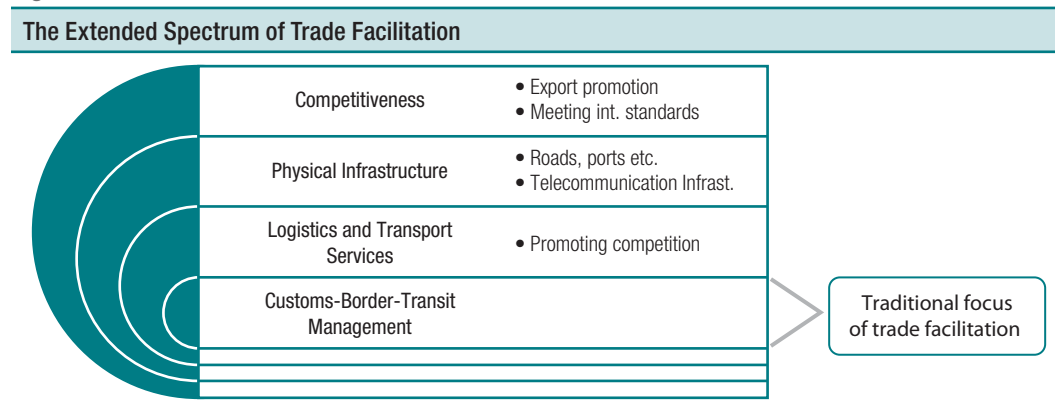 The Extended Spectrum of Trade Facilitation
Competitiveness
• Export promotion
• Meeting int. standards
Physical Infrastructure
• Roads, ports etc.
• Telecommunication Infrast.
Logistics and Transport
Services
• Promoting competition
Customs-Border-Transit
Management
Traditional focus
of trade facilitation